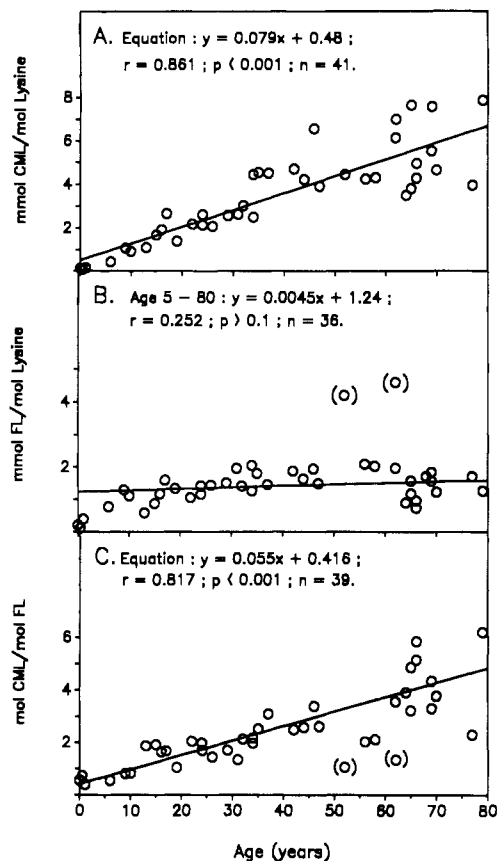 A. Equation : y = 0.079x + 0.48 ;
r = 0.861 ; p < 0.001 ; n = 41.
mmol CML/mol Lysine
8
6
4
2
B. Age 5 - 80 : y = 0.0045x + 1.24 ;
r = 0.252 ; p > 0.1 ; n = 36.
mmol FL/mol Lysine
4
2
C. Equation : y = 0.055x + 0.416 ;
r = 0.817 ; p < 0.001 ; n = 39.
mol CML/mol FL
6
4
2
0 10 20 30 40 50 60 70 80
Age (years)